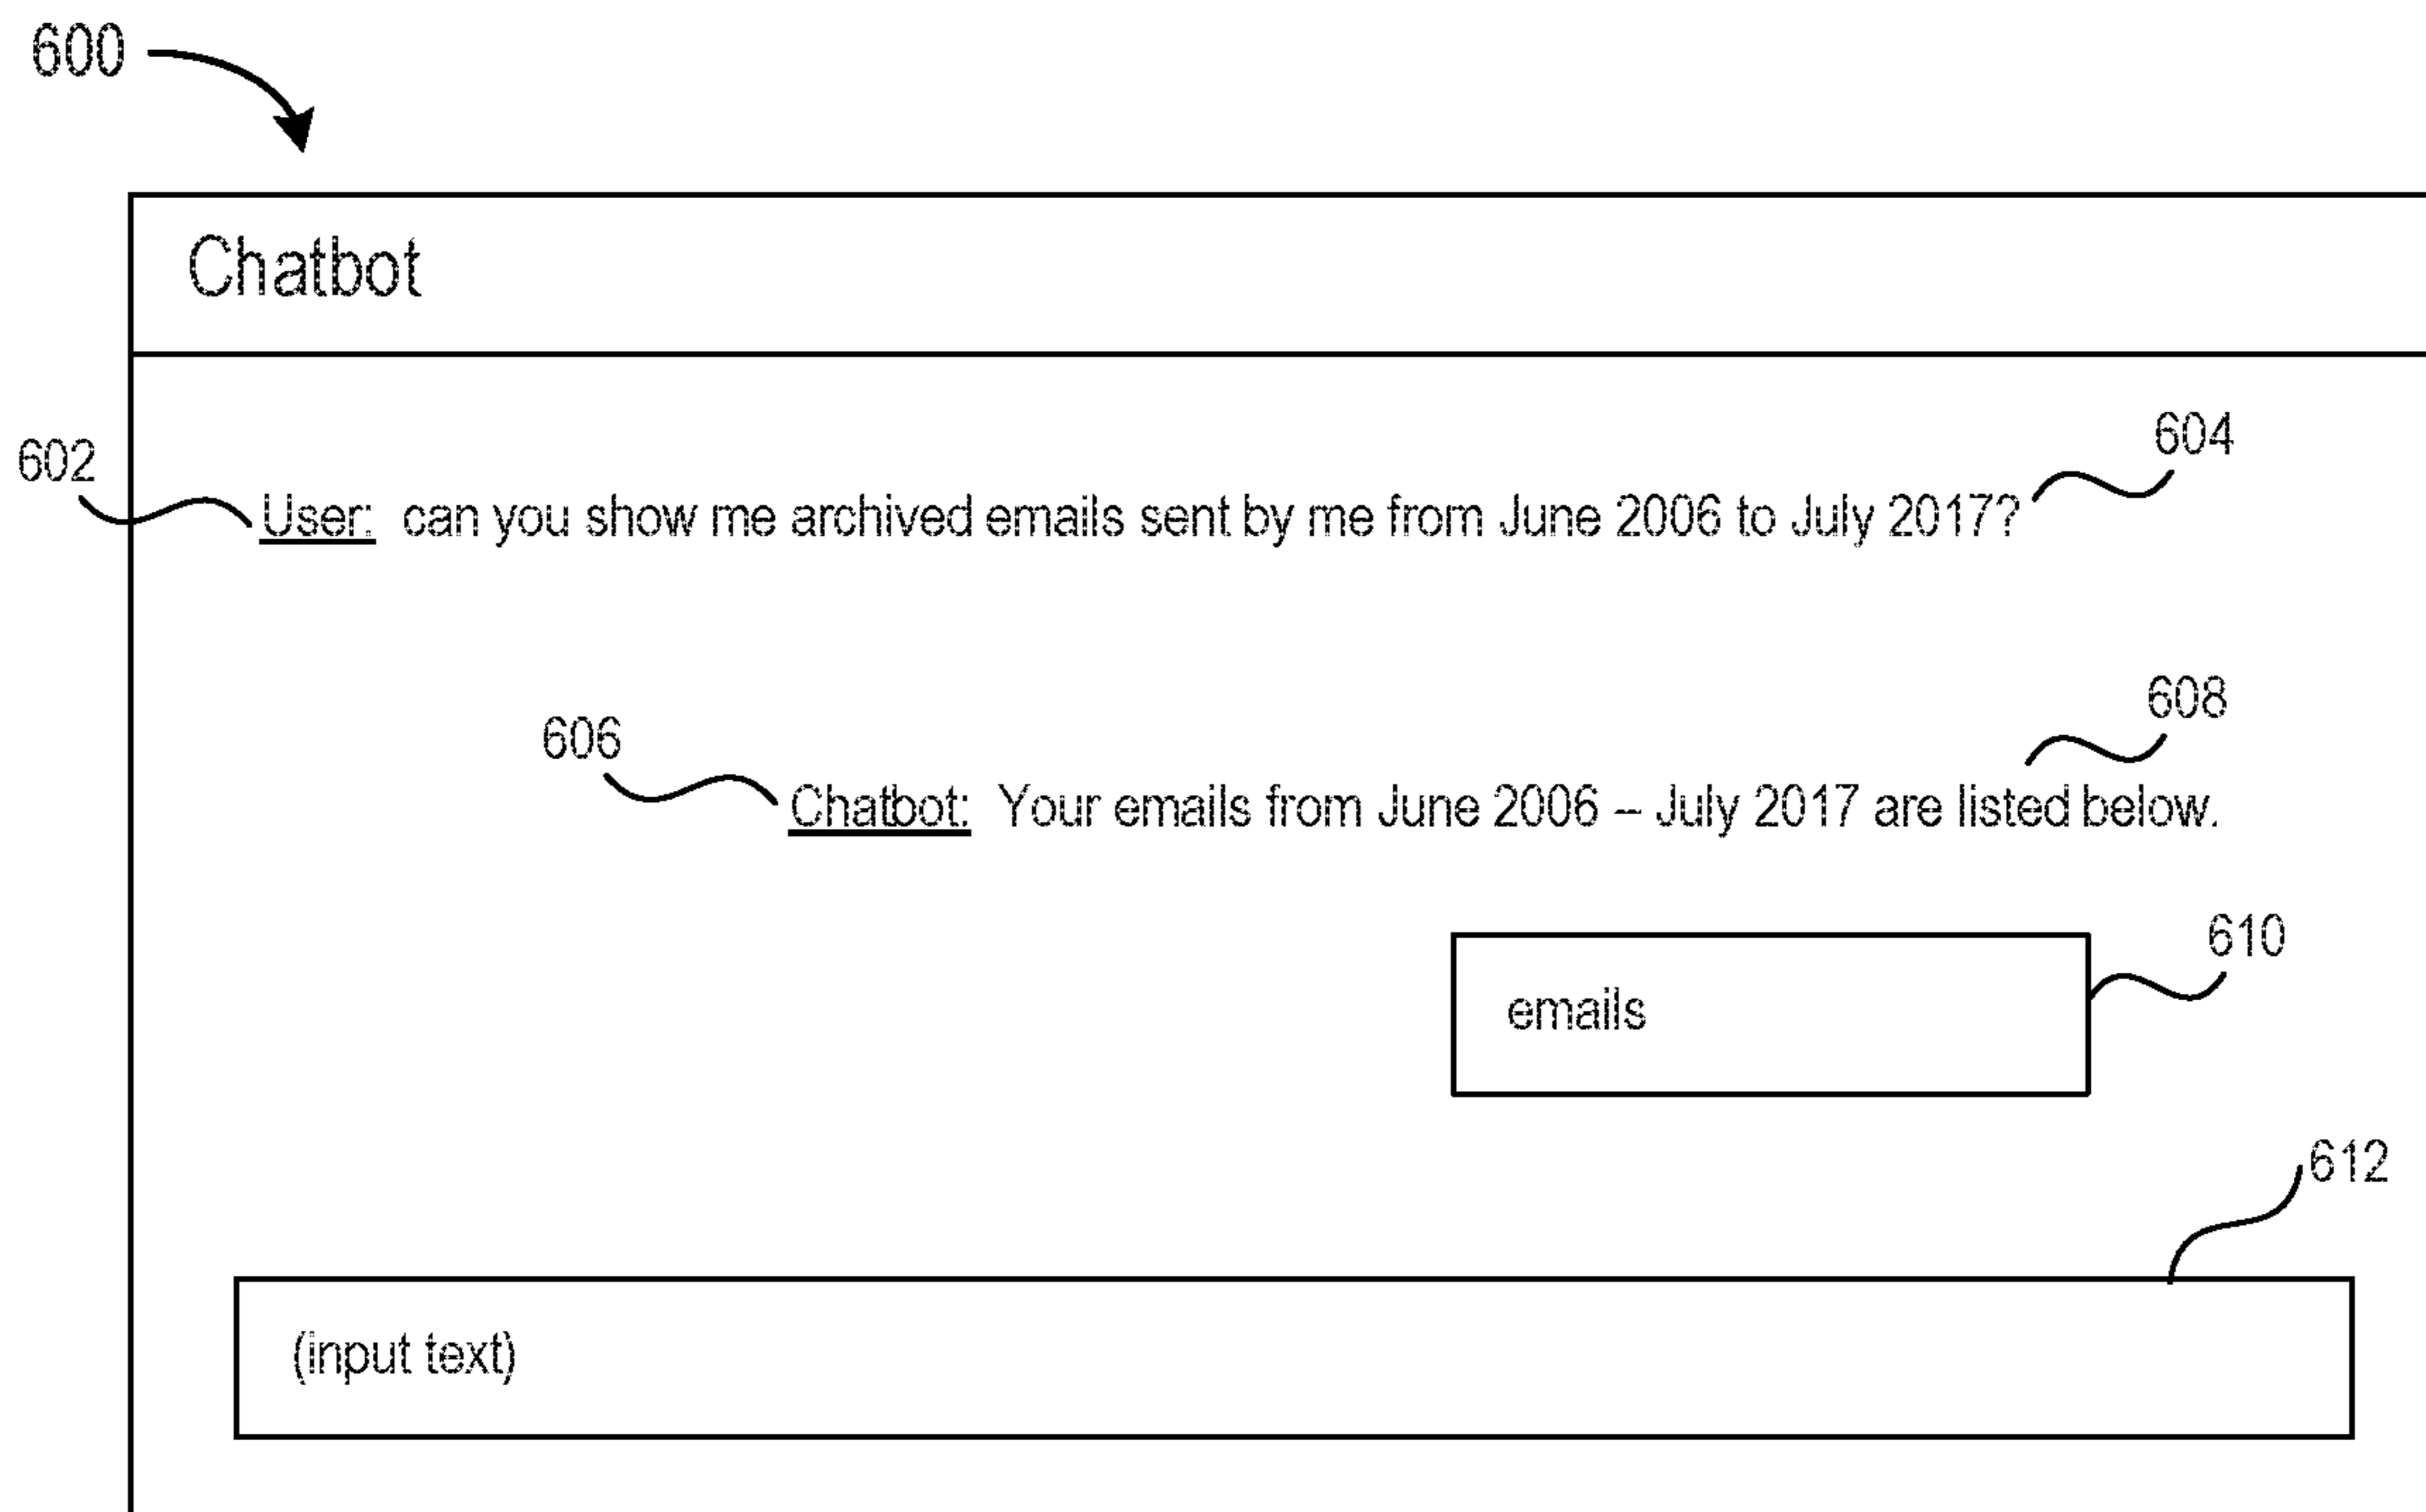 600
Chatbot
604
602
User: can you show me archived emails sent by me from June 2006 to July 2017?
608
606
Chatbot: Your emails from June 2006 – July 2017 are listed below.
610
emails
612
(input text)